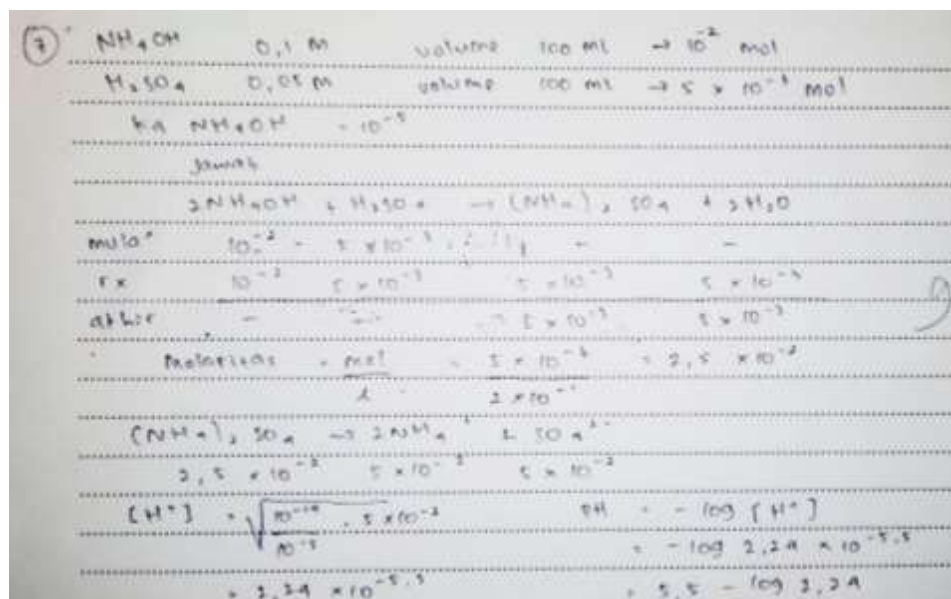 7 NH4OH 0,1 M volume 100 ml → 10^-2 mol
H2SO4 0,05 M volume 100 ml → 5 × 10^-3 mol
Ka NH4OH = 10^-5
Jawab
2NH4OH + H2SO4 → (NH4)2 SO4 + 2H2O
mula² 10^-2 5 × 10^-3 - -
rx 10^-2 5 × 10^-3 5 × 10^-3 5 × 10^-3
akhir - - 5 × 10^-3 5 × 10^-3
Molaritas = mol = 5 × 10^-3 = 2,5 × 10^-2
l 2 × 10^-1
(NH4)2 SO4 → 2NH4^+ + SO4^2-
2,5 × 10^-2 5 × 10^-2 5 × 10^-2
[H+] = √ 10^-14 . 5 × 10^-2 PH = - log [H+]
10^-5 = - log 2,24 × 10^-5,5
= 2,24 × 10^-5,5 = 5,5 - log 2,24